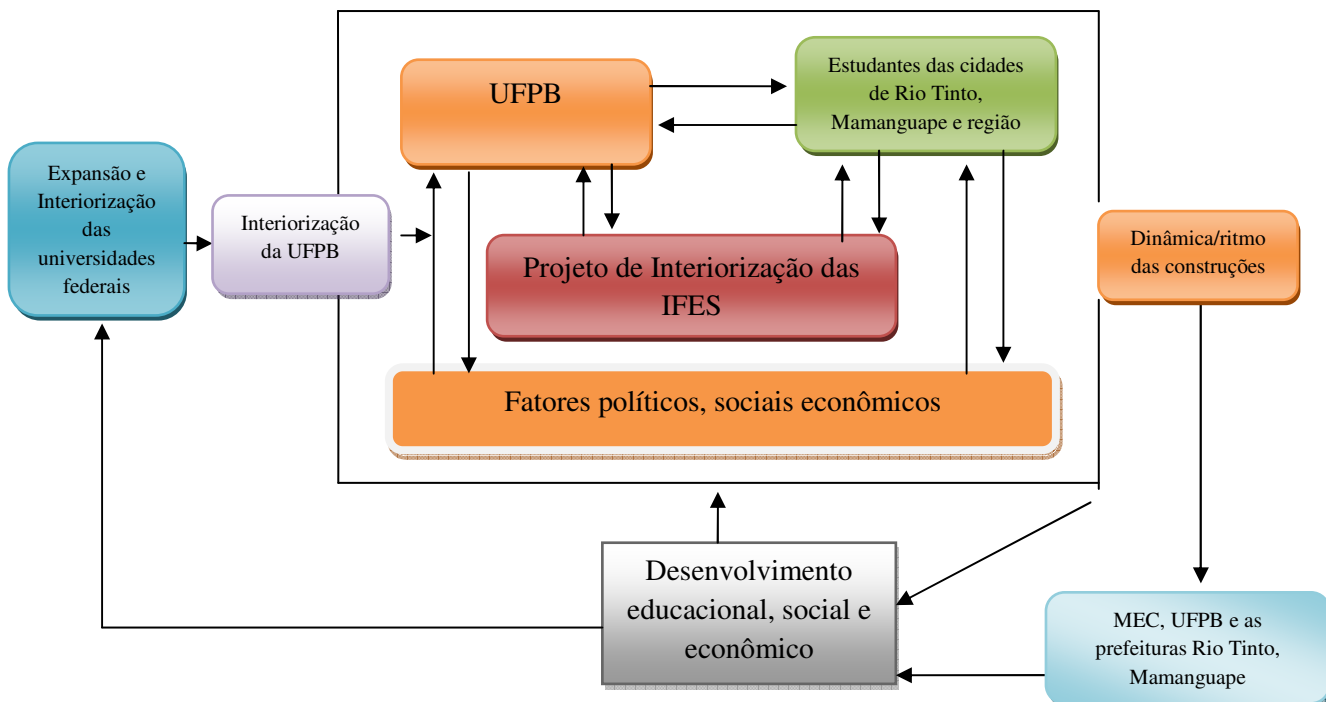 UFPB
Estudantes das cidades
de Rio Tinto,
Mamanguape e região
Expansão e
Interiorização
das
universidades
federais
Interiorização
da UFPB
Projeto de Interiorização das
IFES
Dinâmica/ritmo
das construções
Fatores políticos, sociais econômicos
Desenvolvimento
educacional, social e
econômico
MEC, UFPB e as
prefeituras Rio Tinto,
Mamanguape